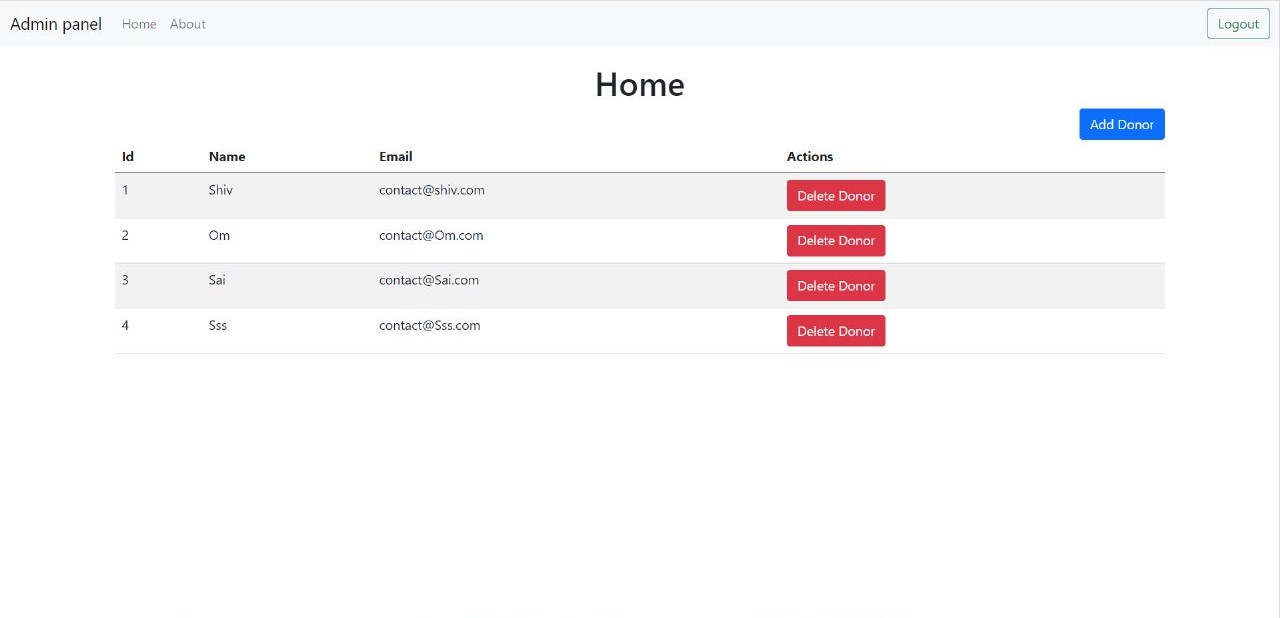 Admin panel Home About Logout
Home
Add Donor
Id Name Email Actions
1 Shiv contact@shiv.com Delete Donor
2 Om contact@Om.com Delete Donor
3 Sai contact@Sai.com Delete Donor
4 Sss contact@Sss.com Delete Donor